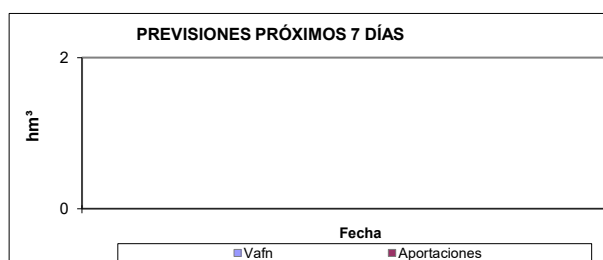 PREVISIONES PRÓXIMOS 7 DÍAS
2
hm³
0
Fecha
Vafn Aportaciones